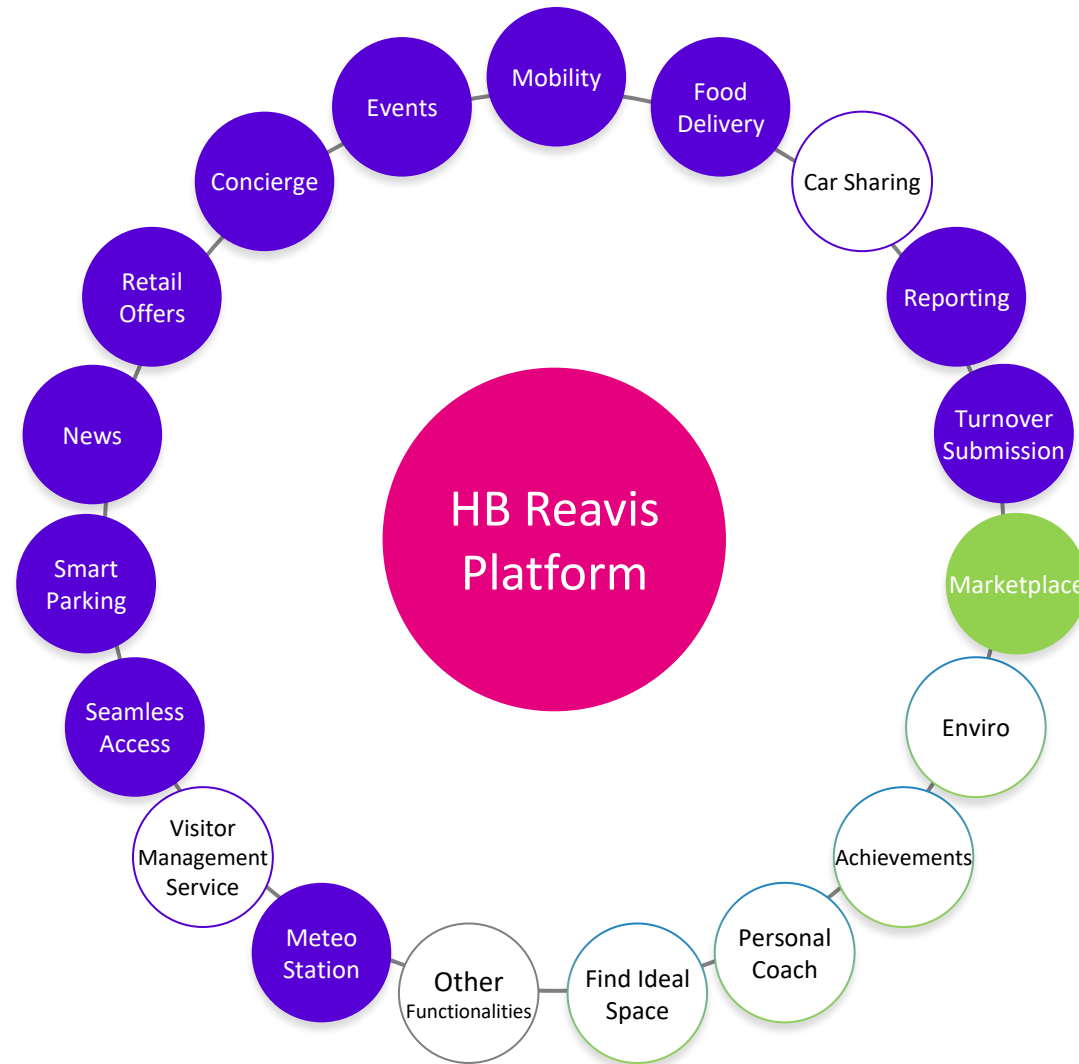 Mobility
Food
Delivery
Car Sharing
Reporting
Turnover
Submission
Marketplace
Enviro
Achievements
Personal
Coach
Find Ideal
Space
Other
Functionalities
Meteo
Station
Visitor
Management
Service
Seamless
Access
Smart
Parking
News
Retail
Offers
Concierge
Events
HB Reavis
Platform